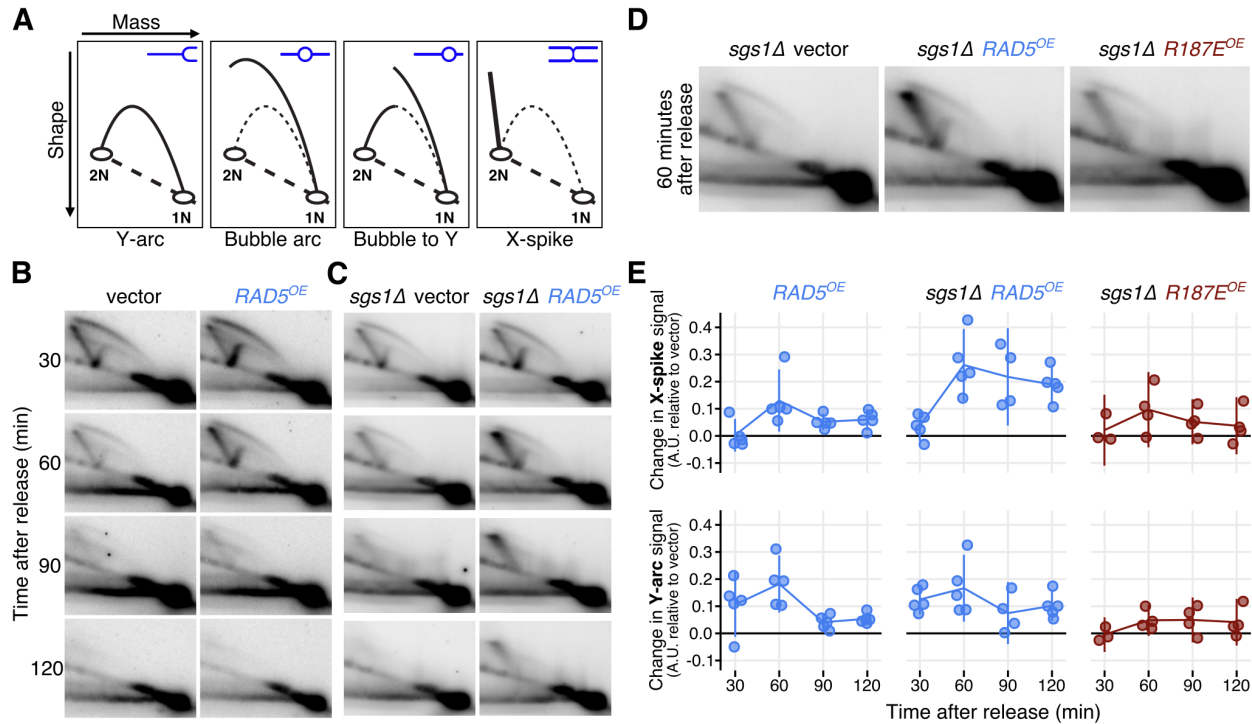 A
Mass
Shape
2N
1N
Y-arc
2N
1N
Bubble arc
2N
1N
Bubble to Y
2N
1N
X-spike
B
vector
RAD5OE
Time after release (min)
30
60
90
120
C
sgs1Δ vector
sgs1Δ RAD5OE
D
sgs1Δ vector
sgs1Δ RAD5OE
sgs1Δ R187EOE
60 minutes
after release
E
RAD5OE
sgs1Δ RAD5OE
sgs1Δ R187EOE
Change in X-spike signal
(A.U. relative to vector)
0.4
0.3
0.2
0.1
0.0
-0.1
Change in Y-arc signal
(A.U. relative to vector)
0.4
0.3
0.2
0.1
0.0
-0.1
30 60 90 120
30 60 90 120
30 60 90 120
Time after release (min)